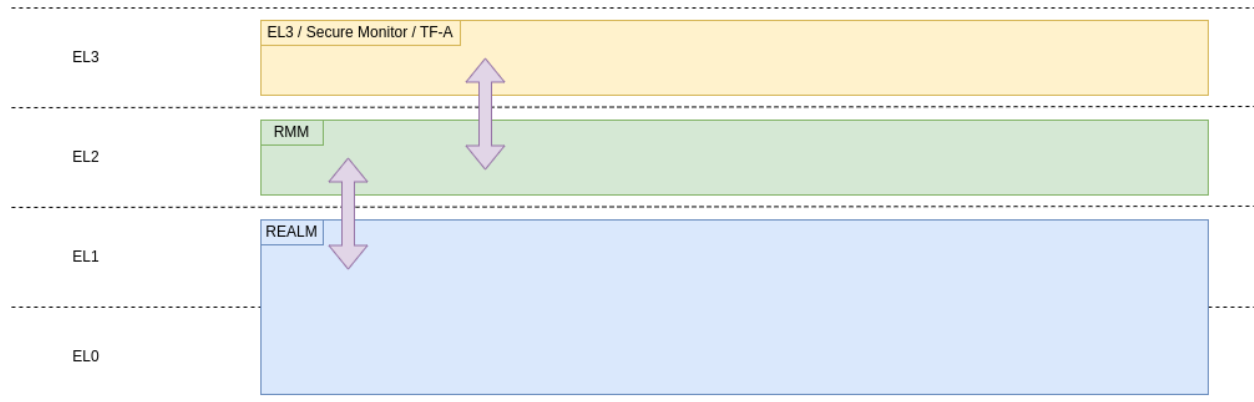 EL3 / Secure Monitor / TF-A
EL3
RMM
EL2
REALM
EL1
EL0